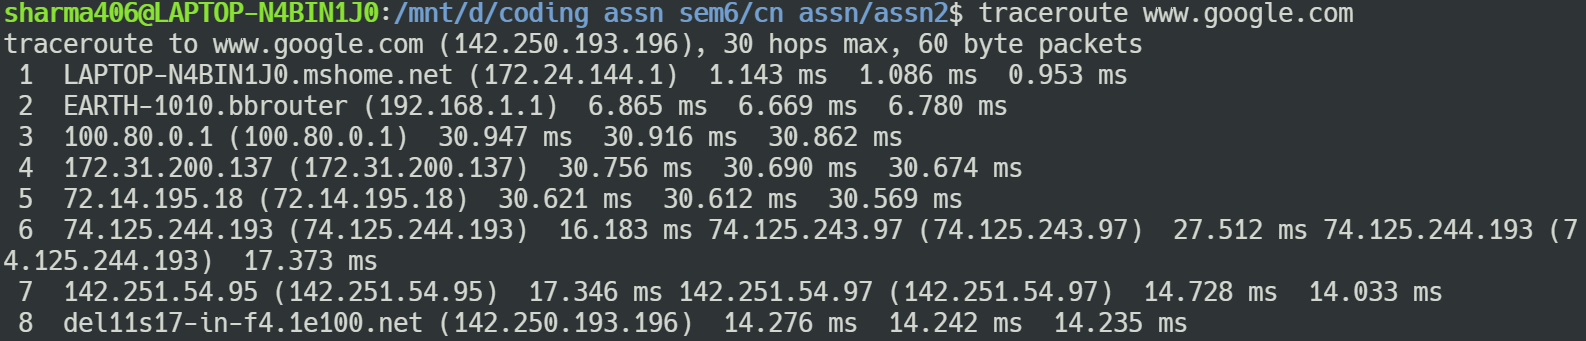 sharma406@LAPTOP-N4BIN1J0:/mnt/d/coding assn sem6/cn assn/assn2$ traceroute www.google.com
traceroute to www.google.com (142.250.193.196), 30 hops max, 60 byte packets
 1  LAPTOP-N4BIN1J0.mshome.net (172.24.144.1)  1.143 ms  1.086 ms  0.953 ms
 2  EARTH-1010.bbrouter (192.168.1.1)  6.865 ms  6.669 ms  6.780 ms
 3  100.80.0.1 (100.80.0.1)  30.947 ms  30.916 ms  30.862 ms
 4  172.31.200.137 (172.31.200.137)  30.756 ms  30.690 ms  30.674 ms
 5  72.14.195.18 (72.14.195.18)  30.621 ms  30.612 ms  30.569 ms
 6  74.125.244.193 (74.125.244.193)  16.183 ms 74.125.243.97 (74.125.243.97)  27.512 ms 74.125.244.193 (7
4.125.244.193)  17.373 ms
 7  142.251.54.95 (142.251.54.95)  17.346 ms 142.251.54.97 (142.251.54.97)  14.728 ms  14.033 ms
 8  del11s17-in-f4.1e100.net (142.250.193.196)  14.276 ms  14.242 ms  14.235 ms